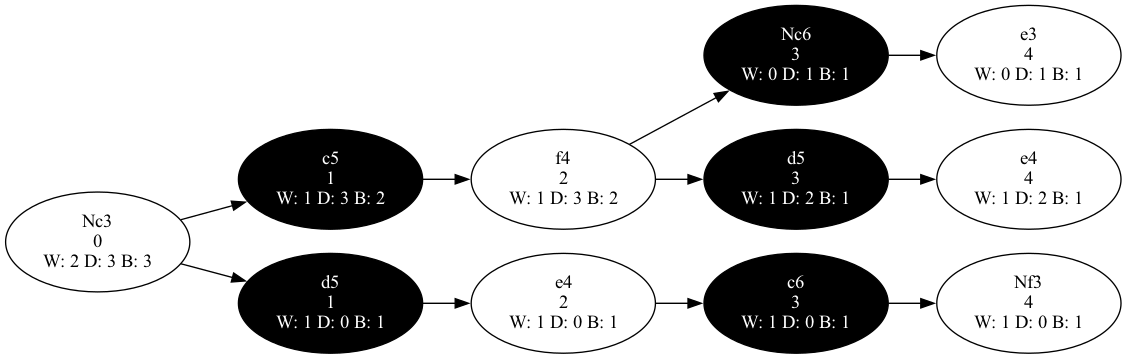 Nc3
0
W: 2 D: 3 B: 3
c5
1
W: 1 D: 3 B: 2
f4
2
W: 1 D: 3 B: 2
Nc6
3
W: 0 D: 1 B: 1
e3
4
W: 0 D: 1 B: 1
d5
3
W: 1 D: 2 B: 1
e4
4
W: 1 D: 2 B: 1
d5
1
W: 1 D: 0 B: 1
e4
2
W: 1 D: 0 B: 1
c6
3
W: 1 D: 0 B: 1
Nf3
4
W: 1 D: 0 B: 1